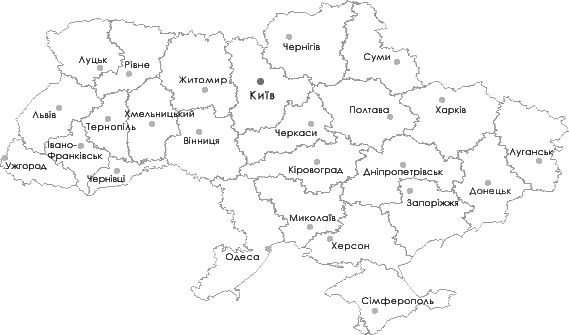 Чернігів
Суми
Луцьк
Рівне
Житомир
Київ
Львів
Тернопіль
Хмельницький
Вінниця
Черкаси
Полтава
Харків
Івано-
Франківськ
Ужгород
Чернівці
Кіровоград
Дніпропетрівськ
Луганськ
Донецьк
Запоріжжя
Миколаїв
Херсон
Одеса
Сімферополь